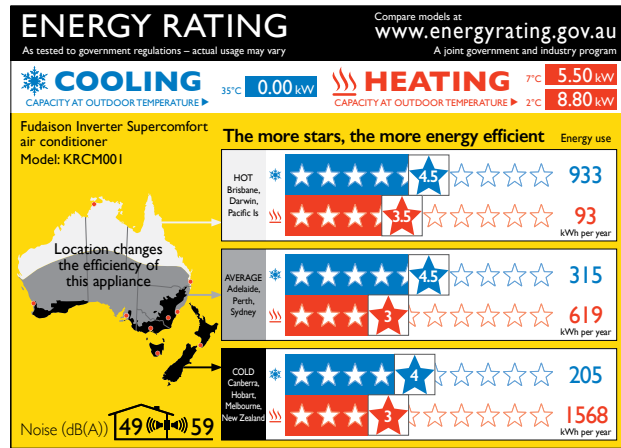 ENERGY RATING
As tested to government regulations – actual usage may vary
Compare models at
www.energyrating.gov.au
A joint government and industry program
COOLING
CAPACITY AT OUTDOOR TEMPERATURE ▶
35°C 0.00 kW
HEATING
CAPACITY AT OUTDOOR TEMPERATURE ▶
7°C 5.50 kW
2°C 8.80 kW
Fudaison Inverter Supercomfort
air conditioner
Model: KRCM001
The more stars, the more energy efficient
Energy use
Location changes
the efficiency of
this appliance
HOT
Brisbane,
Darwin,
Pacific Is
4.5
933
3.5
93
kWh per year
AVERAGE
Adelaide,
Perth,
Sydney
4.5
315
3
619
kWh per year
COLD
Canberra,
Hobart,
Melbourne,
New Zealand
4
205
3
1568
kWh per year
Noise (dB(A)) 49 59